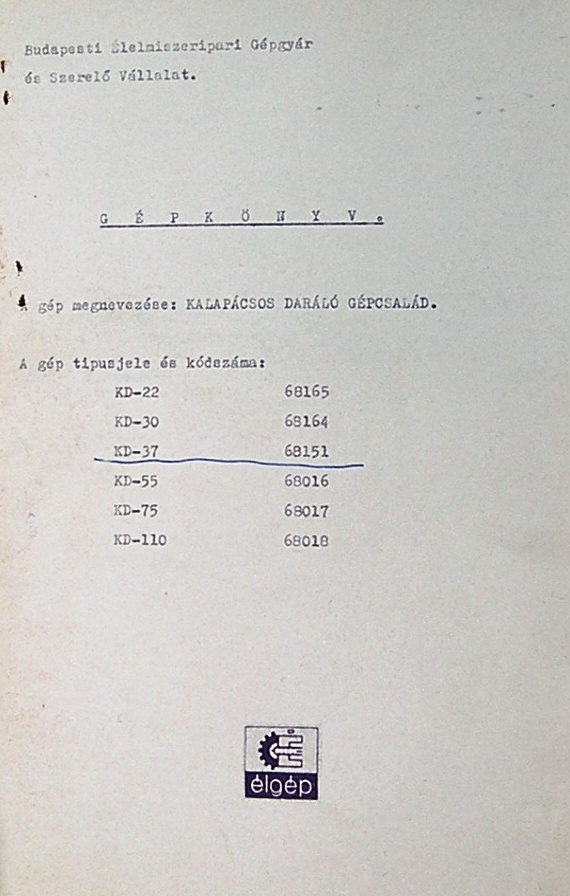 Budapesti Élelmiszeripari Gépgyár
és Szerelő Vállalat.
G É P K Ö N Y V.
A gép megnevezése: KALAPÁCSOS DARÁLÓ GÉPCSALÁD.
A gép tipusjele és kódszáma:
KD-22 68165
KD-30 68164
KD-37 68151
KD-55 68016
KD-75 68017
KD-110 68018
élgép